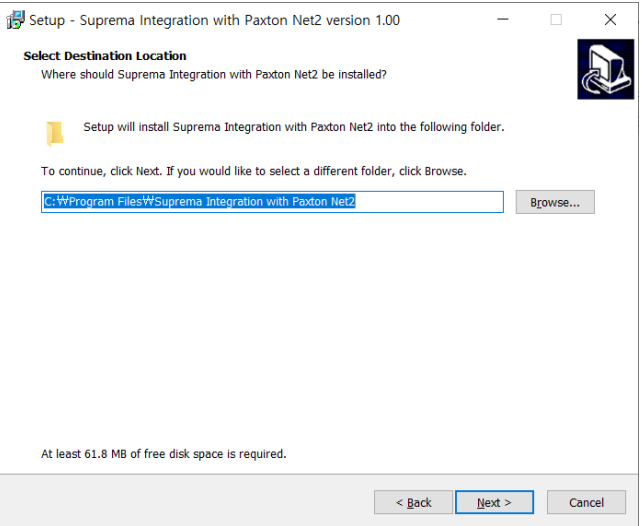 Setup - Suprema Integration with Paxton Net2 version 1.00
Select Destination Location
Where should Suprema Integration with Paxton Net2 be installed?
Setup will install Suprema Integration with Paxton Net2 into the following folder.
To continue, click Next. If you would like to select a different folder, click Browse.
C:₩Program Files₩Suprema Integration with Paxton Net2
Browse...
At least 61.8 MB of free disk space is required.
< Back
Next >
Cancel